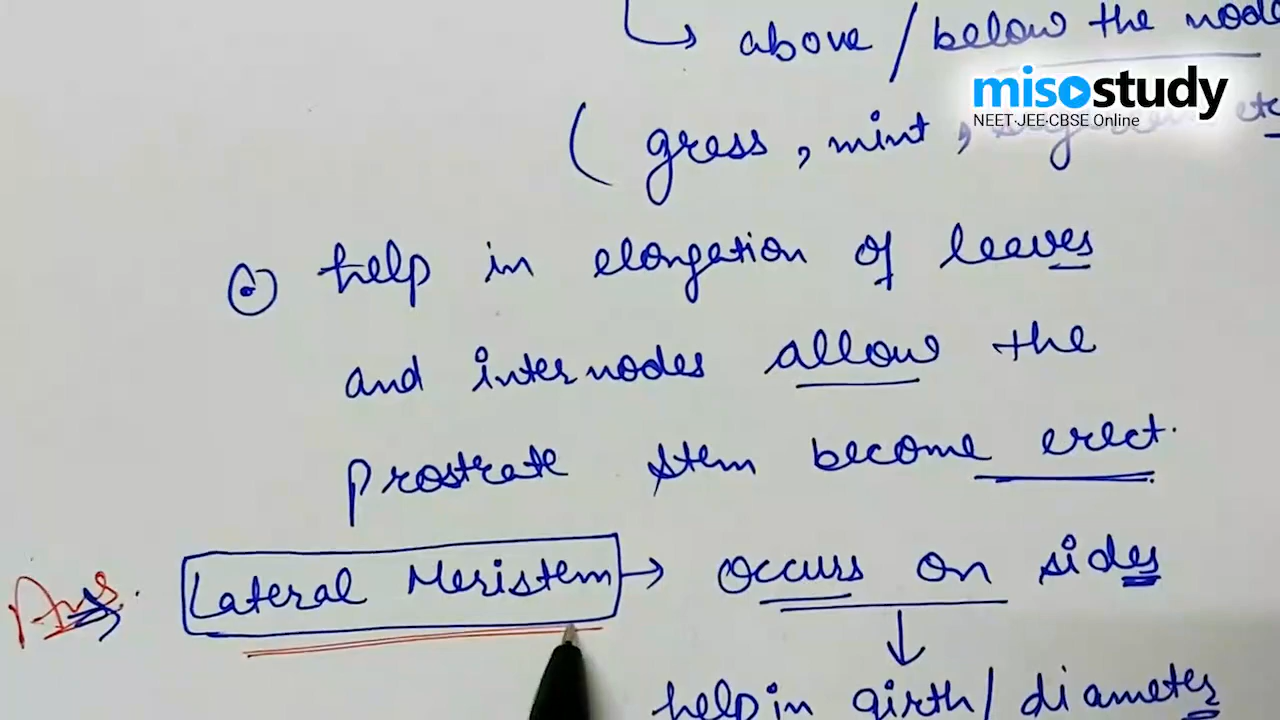 above / below the node
misostudy
NEET·JEE·CBSE Online
( grass, mint, etc
help in elongation of leaves
and internodes allow the
prostrate stem become erect.
Ans. Lateral Meristem → occurs on sides
help in girth / diameter